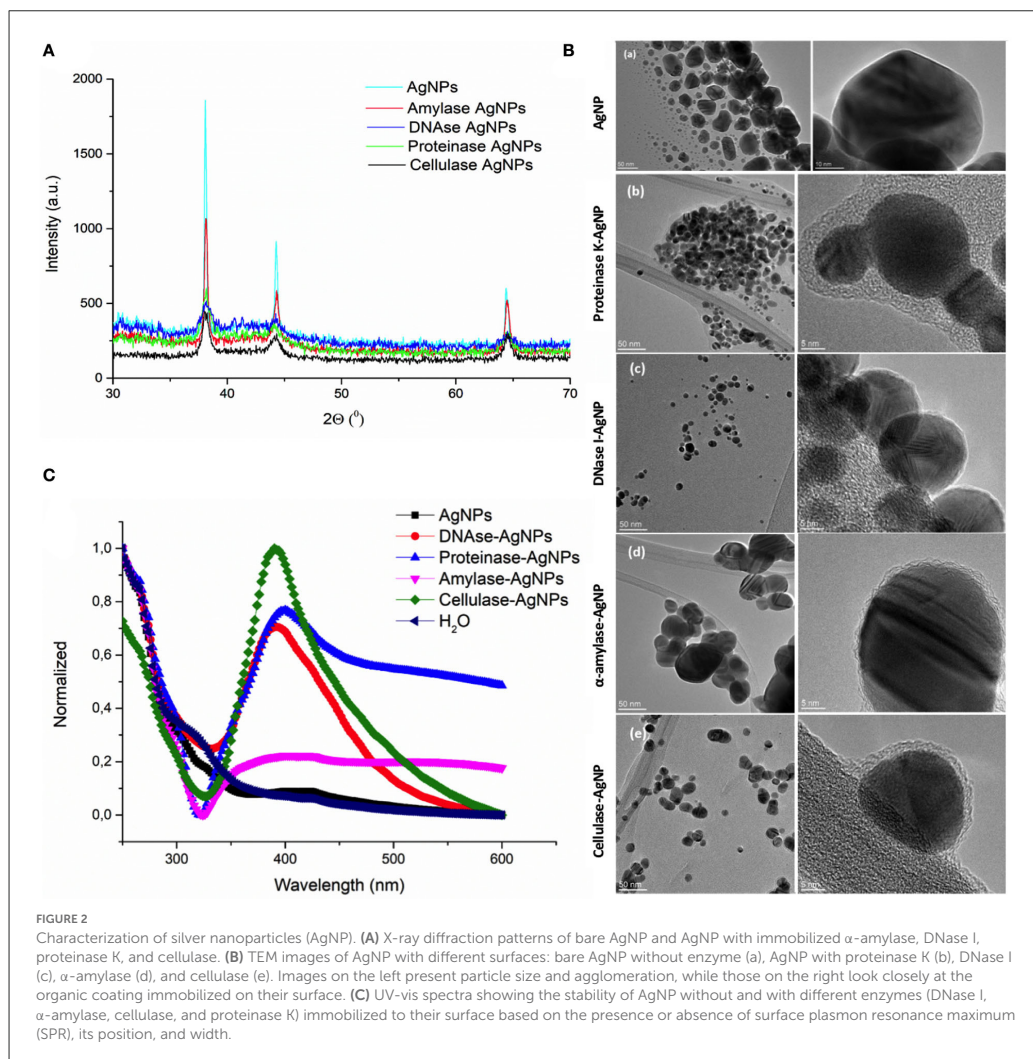 A
2000
1500
1000
500
0
Intensity (a.u.)
AgNPs
Amylase AgNPs
DNAse AgNPs
Proteinase AgNPs
Cellulase AgNPs
30
40
50
60
70
2Θ (⁰)
B
AgNP
(a)
50 nm
10 nm
Proteinase K-AgNP
(b)
50 nm
5 nm
DNase I-AgNP
(c)
50 nm
5 nm
α-amylase-AgNP
(d)
50 nm
5 nm
Cellulase-AgNP
(e)
50 nm
5 nm
C
1,0
0,8
0,6
0,4
0,2
0,0
Normalized
AgNPs
DNAse-AgNPs
Proteinase-AgNPs
Amylase-AgNPs
Cellulase-AgNPs
H₂O
300
400
500
600
Wavelength (nm)
FIGURE 2
Characterization of silver nanoparticles (AgNP). (A) X-ray diffraction patterns of bare AgNP and AgNP with immobilized α-amylase, DNase I,
proteinase K, and cellulase. (B) TEM images of AgNP with different surfaces: bare AgNP without enzyme (a), AgNP with proteinase K (b), DNase I
(c), α-amylase (d), and cellulase (e). Images on the left present particle size and agglomeration, while those on the right look closely at the
organic coating immobilized on their surface. (C) UV-vis spectra showing the stability of AgNP without and with different enzymes (DNase I,
α-amylase, cellulase, and proteinase K) immobilized to their surface based on the presence or absence of surface plasmon resonance maximum
(SPR), its position, and width.